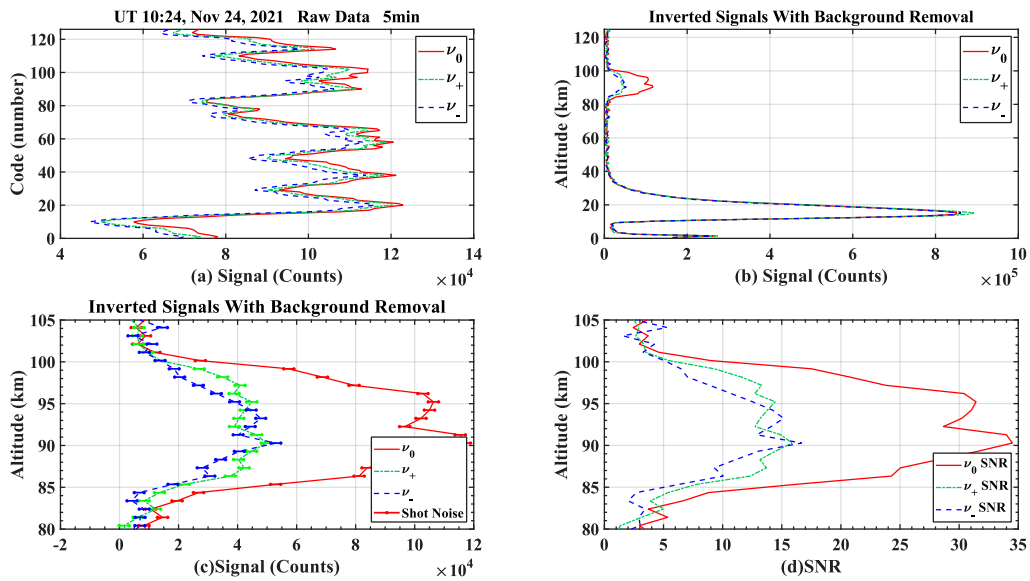 UT 10:24, Nov 24, 2021 Raw Data 5min
120
100
80
60
40
20
0
Code (number)
ν0
ν+
ν-
4
6
8
10
12
14
×10^4
(a) Signal (Counts)
Inverted Signals With Background Removal
120
100
80
60
40
20
0
Altitude (km)
ν0
ν+
ν-
0
2
4
6
8
10
×10^5
(b) Signal (Counts)
Inverted Signals With Background Removal
105
100
95
90
85
80
Altitude (km)
ν0
ν+
ν-
Shot Noise
-2
0
2
4
6
8
10
12
×10^4
(c)Signal (Counts)
105
100
95
90
85
80
Altitude (km)
ν0 SNR
ν+ SNR
ν- SNR
0
5
10
15
20
25
30
35
(d)SNR